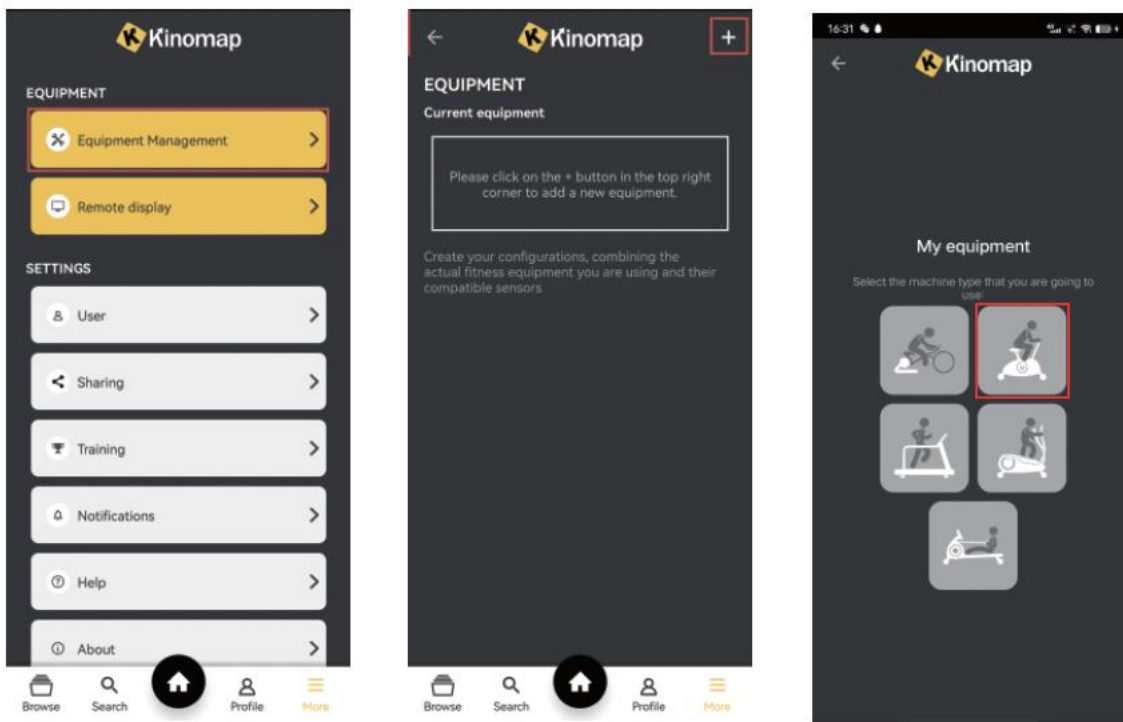 Kinomap
EQUIPMENT
Equipment Management
Remote display
SETTINGS
User
Sharing
Training
Notifications
Help
About
Browse
Search
Profile
More
Kinomap
+
EQUIPMENT
Current equipment
Please click on the + button in the top right
corner to add a new equipment.
Create your configurations, combining the
actual fitness equipment you are using and their
compatible sensors
Browse
Search
Profile
More
16:31
Kinomap
My equipment
Select the machine type that you are going to
use: